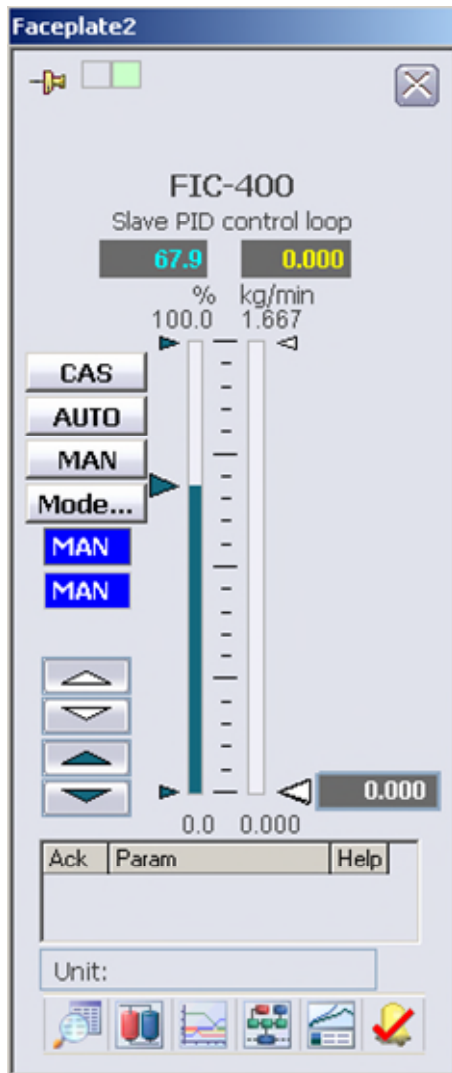 Faceplate2
FIC-400
Slave PID control loop
67.9 0.000
% kg/min
100.0 1.667
CAS
AUTO
MAN
Mode...
MAN
MAN
0.000
0.0 0.000
Ack Param Help
Unit: